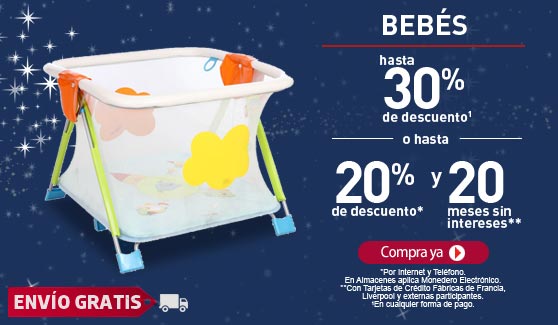 BEBÉS
hasta
30%
de descuento¹
o hasta
20% y 20
de descuento* meses sin
intereses**
Compra ya
*Por Internet y Teléfono.
En Almacenes aplica Monedero Electrónico.
**Con Tarjetas de Crédito Fábricas de Francia,
Liverpool y externas participantes.
¹En cualquier forma de pago.
ENVÍO GRATIS